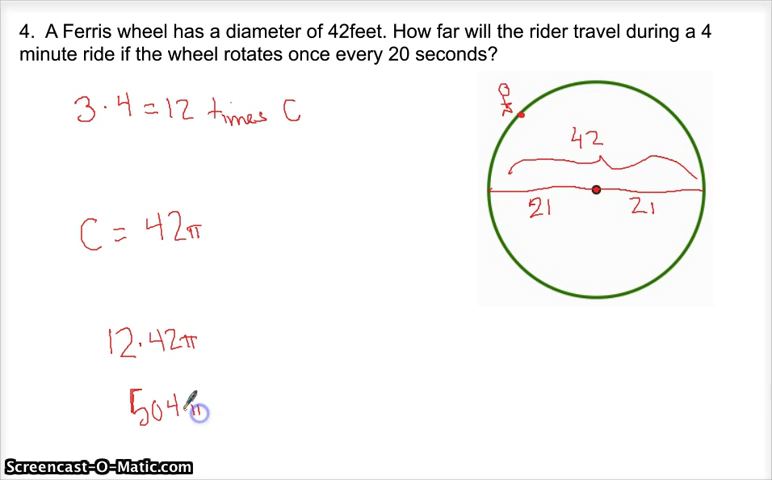 4. A Ferris wheel has a diameter of 42feet. How far will the rider travel during a 4
minute ride if the wheel rotates once every 20 seconds?
3 · 4 = 12 times C
42
21
21
C = 42π
12 · 42π
504π
Screencast-O-Matic.com